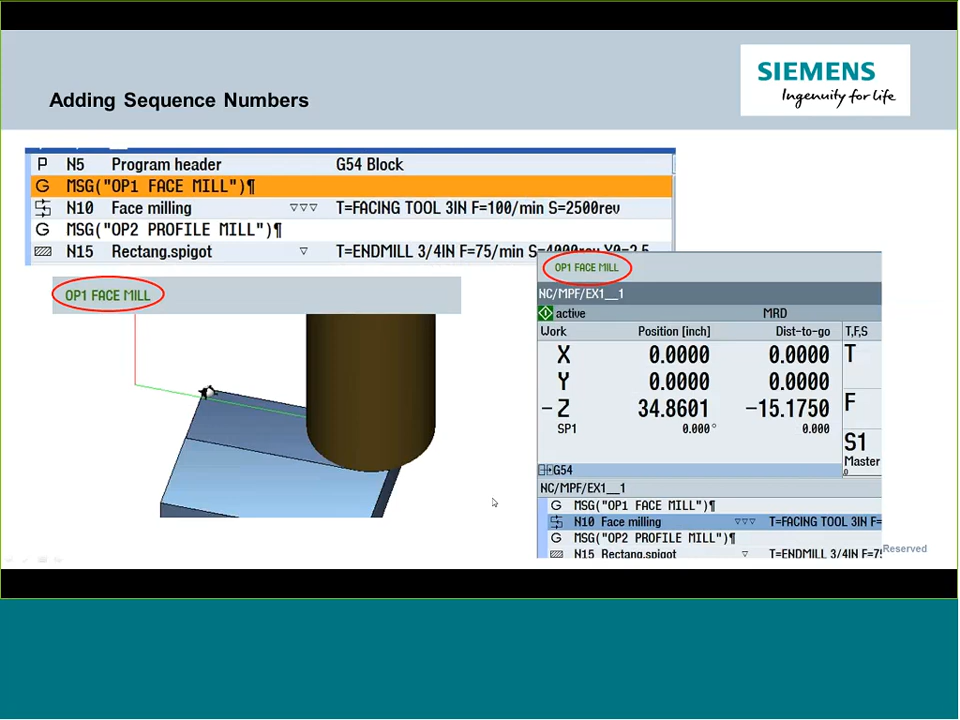 SIEMENS
Ingenuity for life
Adding Sequence Numbers
P N5 Program header G54 Block
G MSG("OP1 FACE MILL")¶
N10 Face milling ▽▽▽ T=FACING TOOL 3IN F=100/min S=2500rev
G MSG("OP2 PROFILE MILL")¶
N15 Rectang.spigot ▽ T=ENDMILL 3/4IN F=75/min S=4000rev
OP1 FACE MILL
OP1 FACE MILL
NC/MPF/EX1__1
active MRD
Work Position [inch] Dist-to-go T,F,S
X 0.0000 0.0000 T
Y 0.0000 0.0000
–Z 34.8601 –15.1750 F
SP1 0.000° 0.000
S1
Master
G54
NC/MPF/EX1__1
G MSG("OP1 FACE MILL")¶
N10 Face milling ▽▽▽ T=FACING TOOL 3IN F=
G MSG("OP2 PROFILE MILL")¶
N15 Rectang.spigot ▽ T=ENDMILL 3/4IN
Reserved